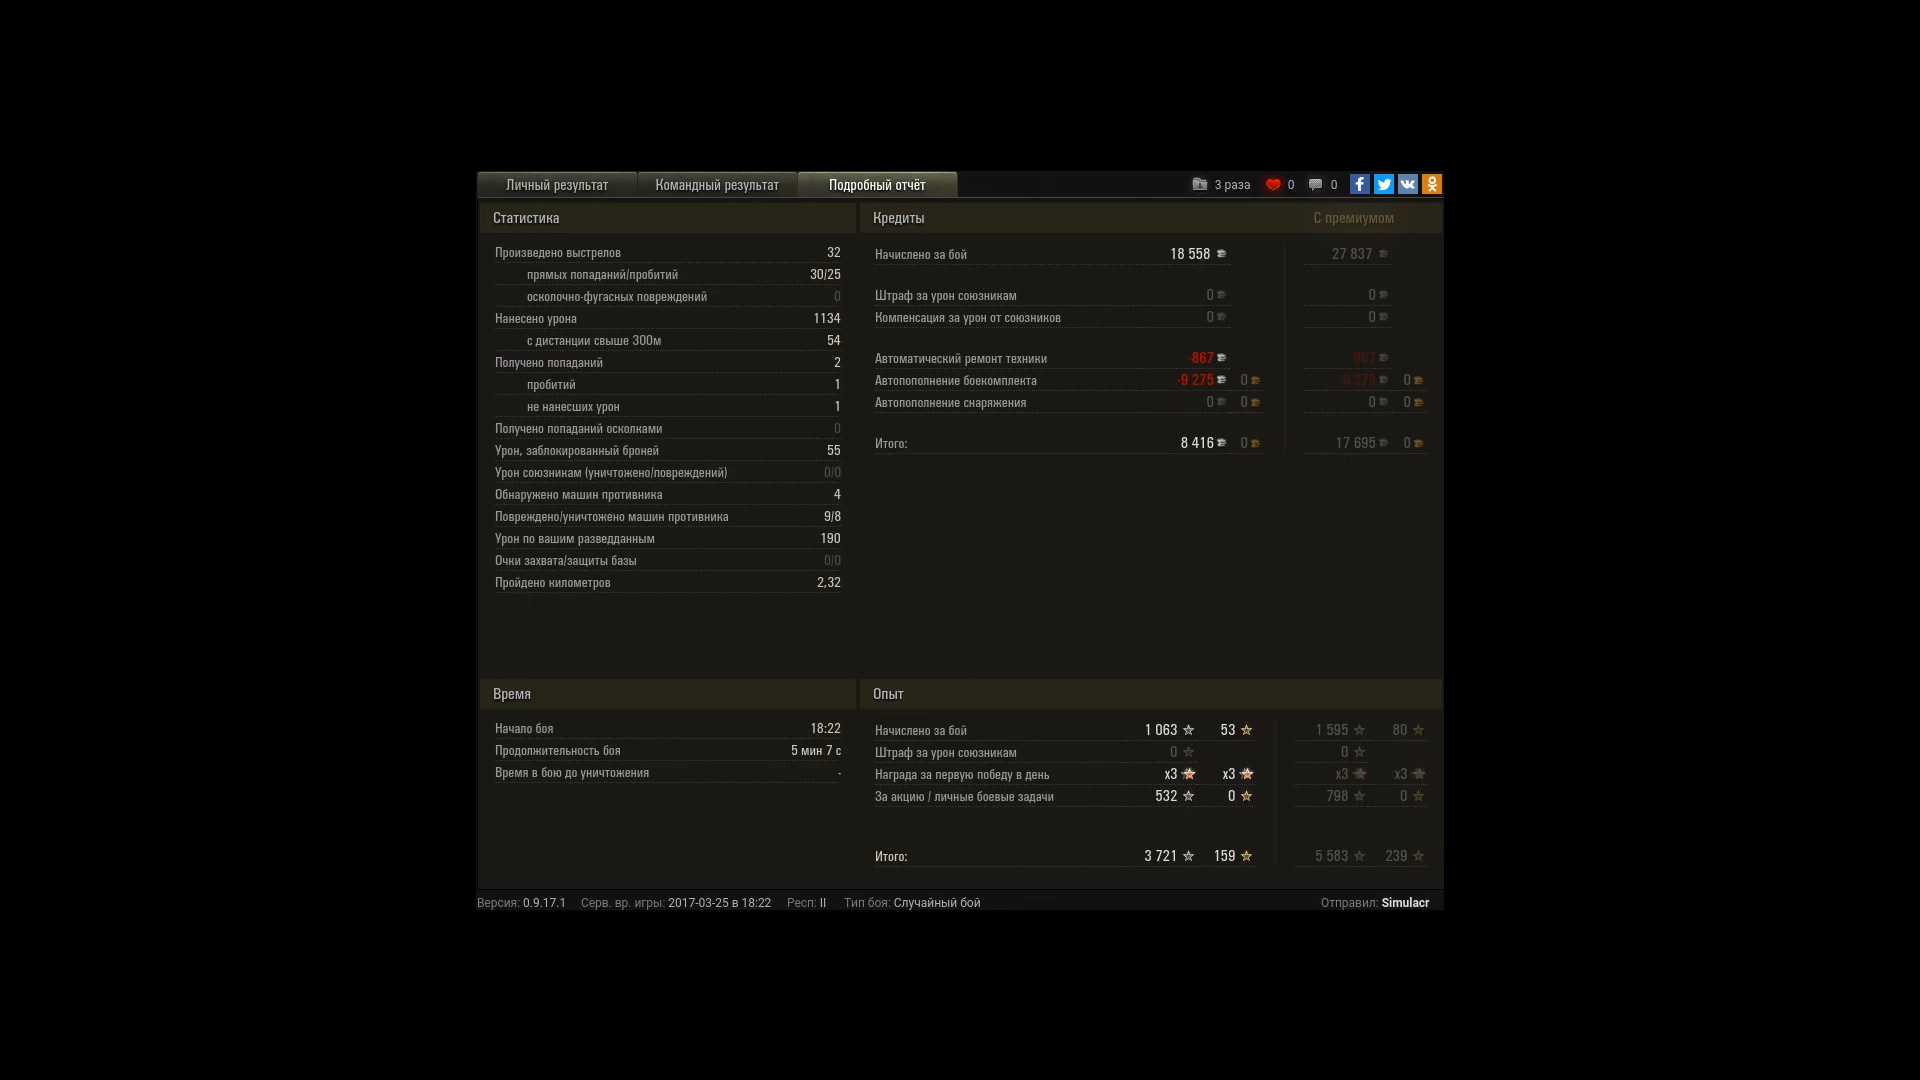 Личный результат Командный результат Подробный отчёт 3 раза 0 0
Статистика
Произведено выстрелов 32
прямых попаданий/пробитий 30/25
осколочно-фугасных повреждений 0
Нанесено урона 1134
с дистанции свыше 300м 54
Получено попаданий 2
пробитий 1
не нанесших урон 1
Получено попаданий осколками 0
Урон, заблокированный броней 55
Урон союзникам (уничтожено/повреждений) 0/0
Обнаружено машин противника 4
Повреждено/уничтожено машин противника 9/8
Урон по вашим разведданным 190
Очки захвата/защиты базы 0/0
Пройдено километров 2,32
Кредиты С премиумом
Начислено за бой 18 558 27 837
Штраф за урон союзникам 0 0
Компенсация за урон от союзников 0 0
Автоматический ремонт техники -867 -867
Автопополнение боекомплекта -9 275 0 -9 275 0
Автопополнение снаряжения 0 0 0 0
Итого: 8 416 0 17 695 0
Время
Начало боя 18:22
Продолжительность боя 5 мин 7 с
Время в бою до уничтожения -
Опыт
Начислено за бой 1 063 53 1 595 80
Штраф за урон союзникам 0 0
Награда за первую победу в день x3 x3 x3 x3
За акцию / личные боевые задачи 532 0 798 0
Итого: 3 721 159 5 583 239
Версия: 0.9.17.1 Серв. вр. игры: 2017-03-25 в 18:22 Респ: II Тип боя: Случайный бой Отправил: Simulacr